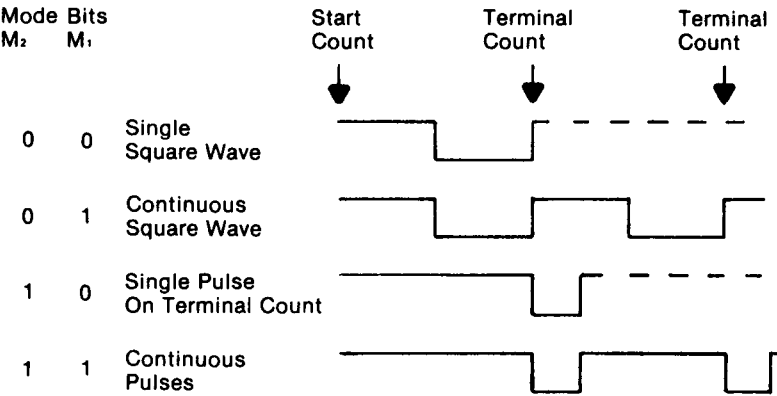 Mode Bits
M₂ M₁
Start
Count
Terminal
Count
Terminal
Count
0 0 Single
Square Wave
0 1 Continuous
Square Wave
1 0 Single Pulse
On Terminal Count
1 1 Continuous
Pulses